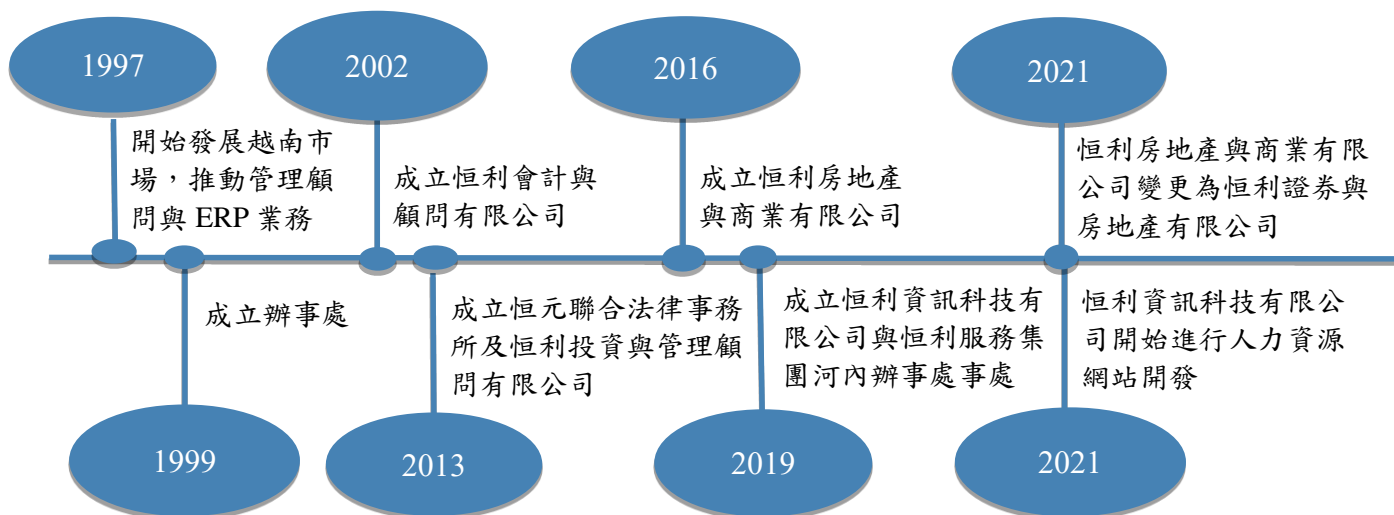 1997
開始發展越南市
場，推動管理顧
問與 ERP 業務
1999
成立辦事處
2002
成立恒利會計與
顧問有限公司
2013
成立恒元聯合法律事務
所及恒利投資與管理顧
問有限公司
2016
成立恒利房地產
與商業有限公司
2019
成立恒利資訊科技有
限公司與恒利服務集
團河內辦事處事處
2021
恒利房地產與商業有限
公司變更為恒利證券與
房地產有限公司
2021
恒利資訊科技有限公
司開始進行人力資源
網站開發